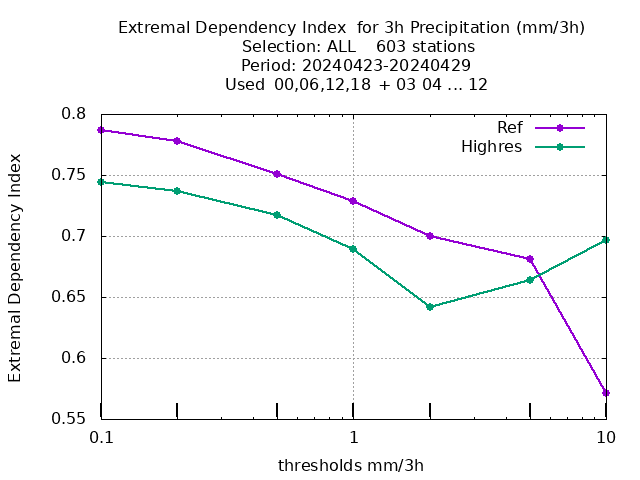 Extremal Dependency Index  for 3h Precipitation (mm/3h)
Selection: ALL    603 stations
Period: 20240423-20240429
Used  00,06,12,18  + 03 04 ... 12
Ref
Highres
Extremal Dependency Index
0.8
0.75
0.7
0.65
0.6
0.55
0.1 1 10
thresholds mm/3h